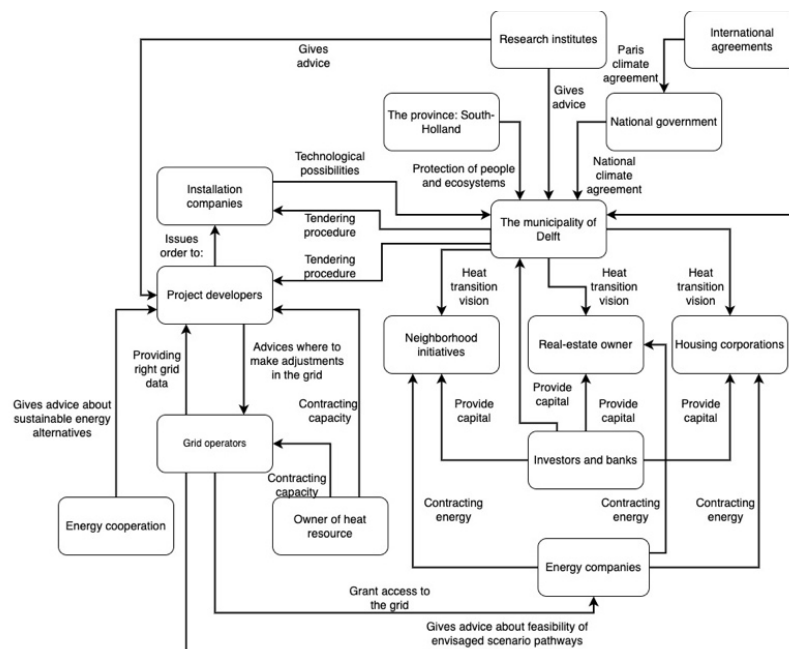 Research institutes
International
agreements
Gives
advice
Paris
climate
agreement
Gives
advice
The province: South-
Holland
National government
Technological
possibilities
Protection of people
and ecosystems
National
climate
agreement
Installation
companies
Tendering
procedure
The municipality of
Delft
Issues
order to:
Tendering
procedure
Project developers
Heat
transition
vision
Heat
transition
vision
Heat
transition
vision
Providing
right grid
data
Advices where to
make adjustments
in the grid
Neighborhood
initiatives
Real-estate owner
Housing corporations
Gives advice about
sustainable energy
alternatives
Contracting
capacity
Provide
capital
Provide
capital
Provide
capital
Provide
capital
Grid operators
Investors and banks
Contracting
capacity
Contracting
energy
Contracting
energy
Contracting
energy
Energy cooperation
Owner of heat
resource
Energy companies
Grant access to
the grid
Gives advice about feasibility of
envisaged scenario pathways